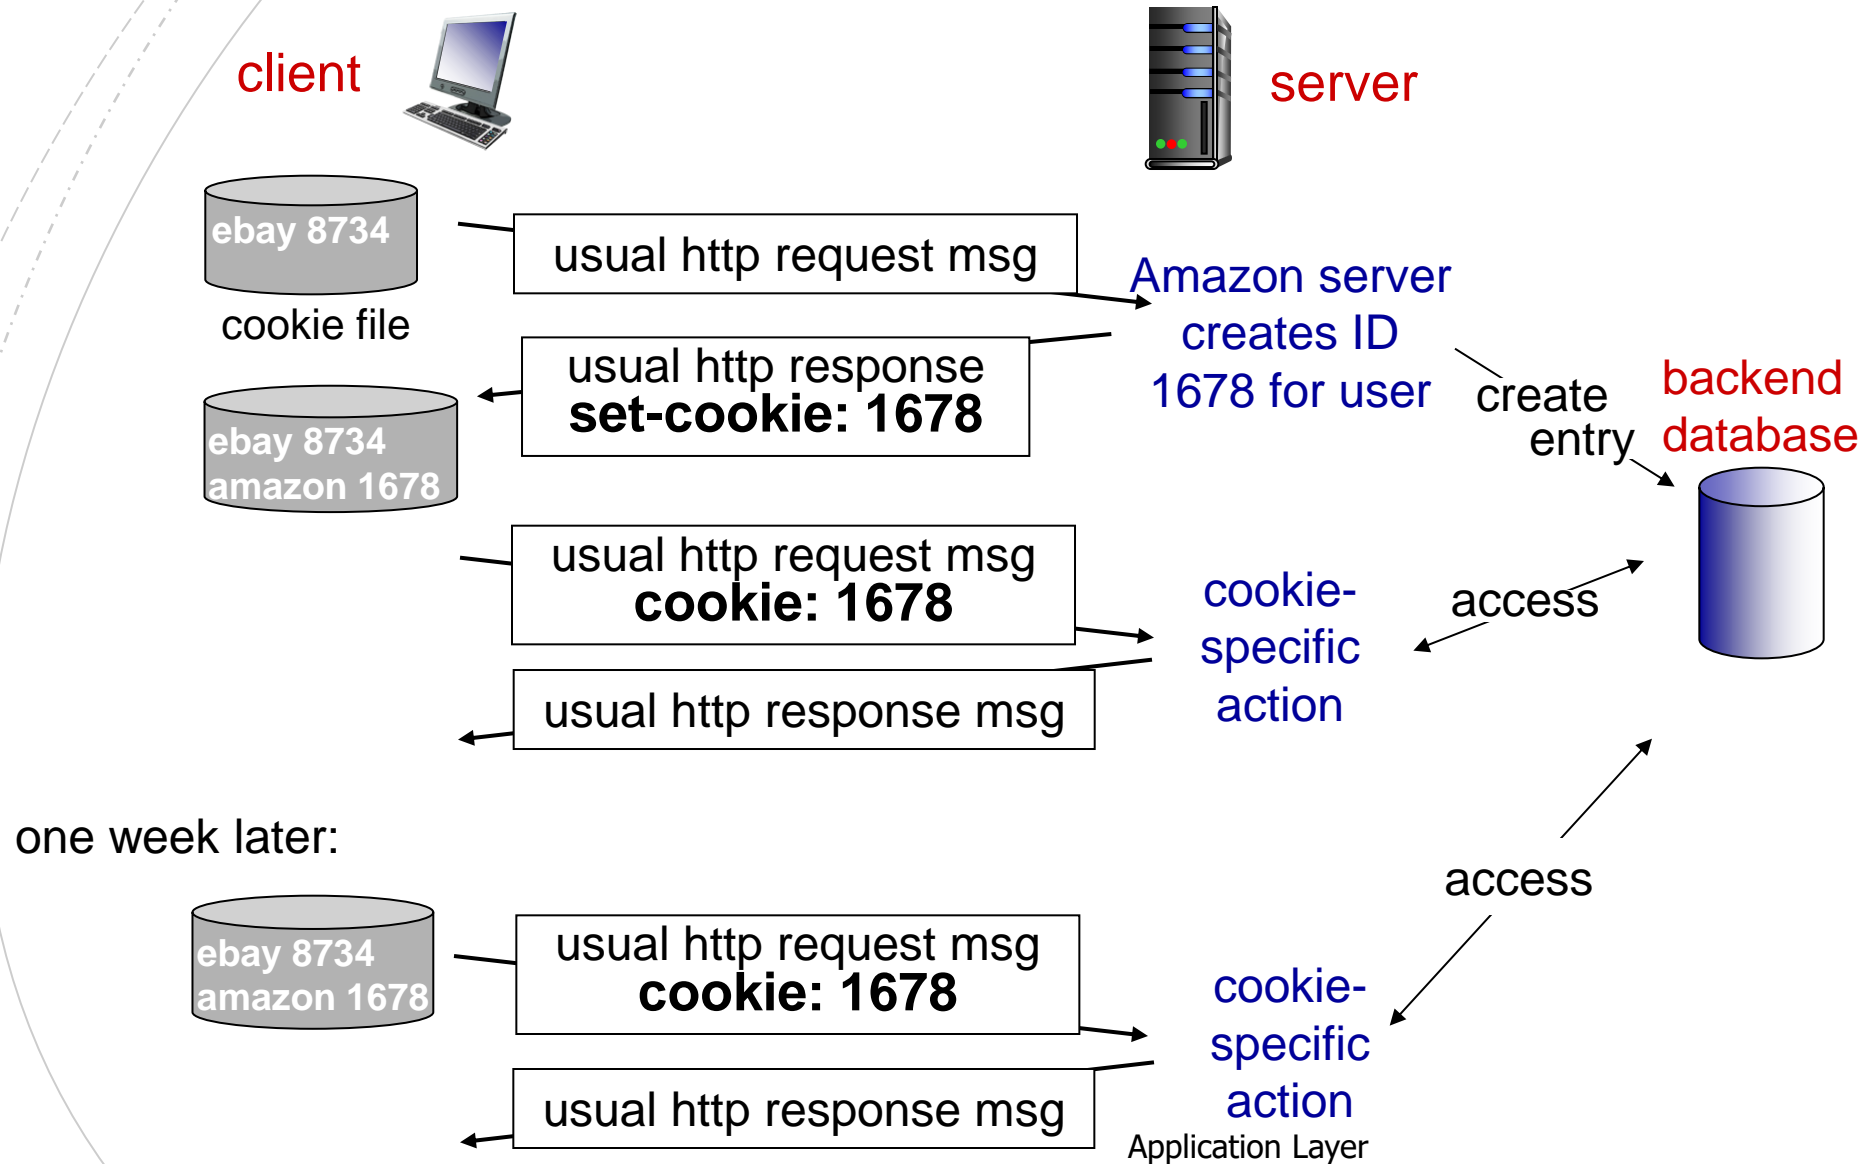 client
server
ebay 8734
cookie file
usual http request msg
Amazon server
creates ID
1678 for user
usual http response
set-cookie: 1678
create
entry
backend
database
ebay 8734
amazon 1678
usual http request msg
cookie: 1678
cookie-
specific
action
access
usual http response msg
one week later:
access
ebay 8734
amazon 1678
usual http request msg
cookie: 1678
cookie-
specific
action
usual http response msg
Application Layer